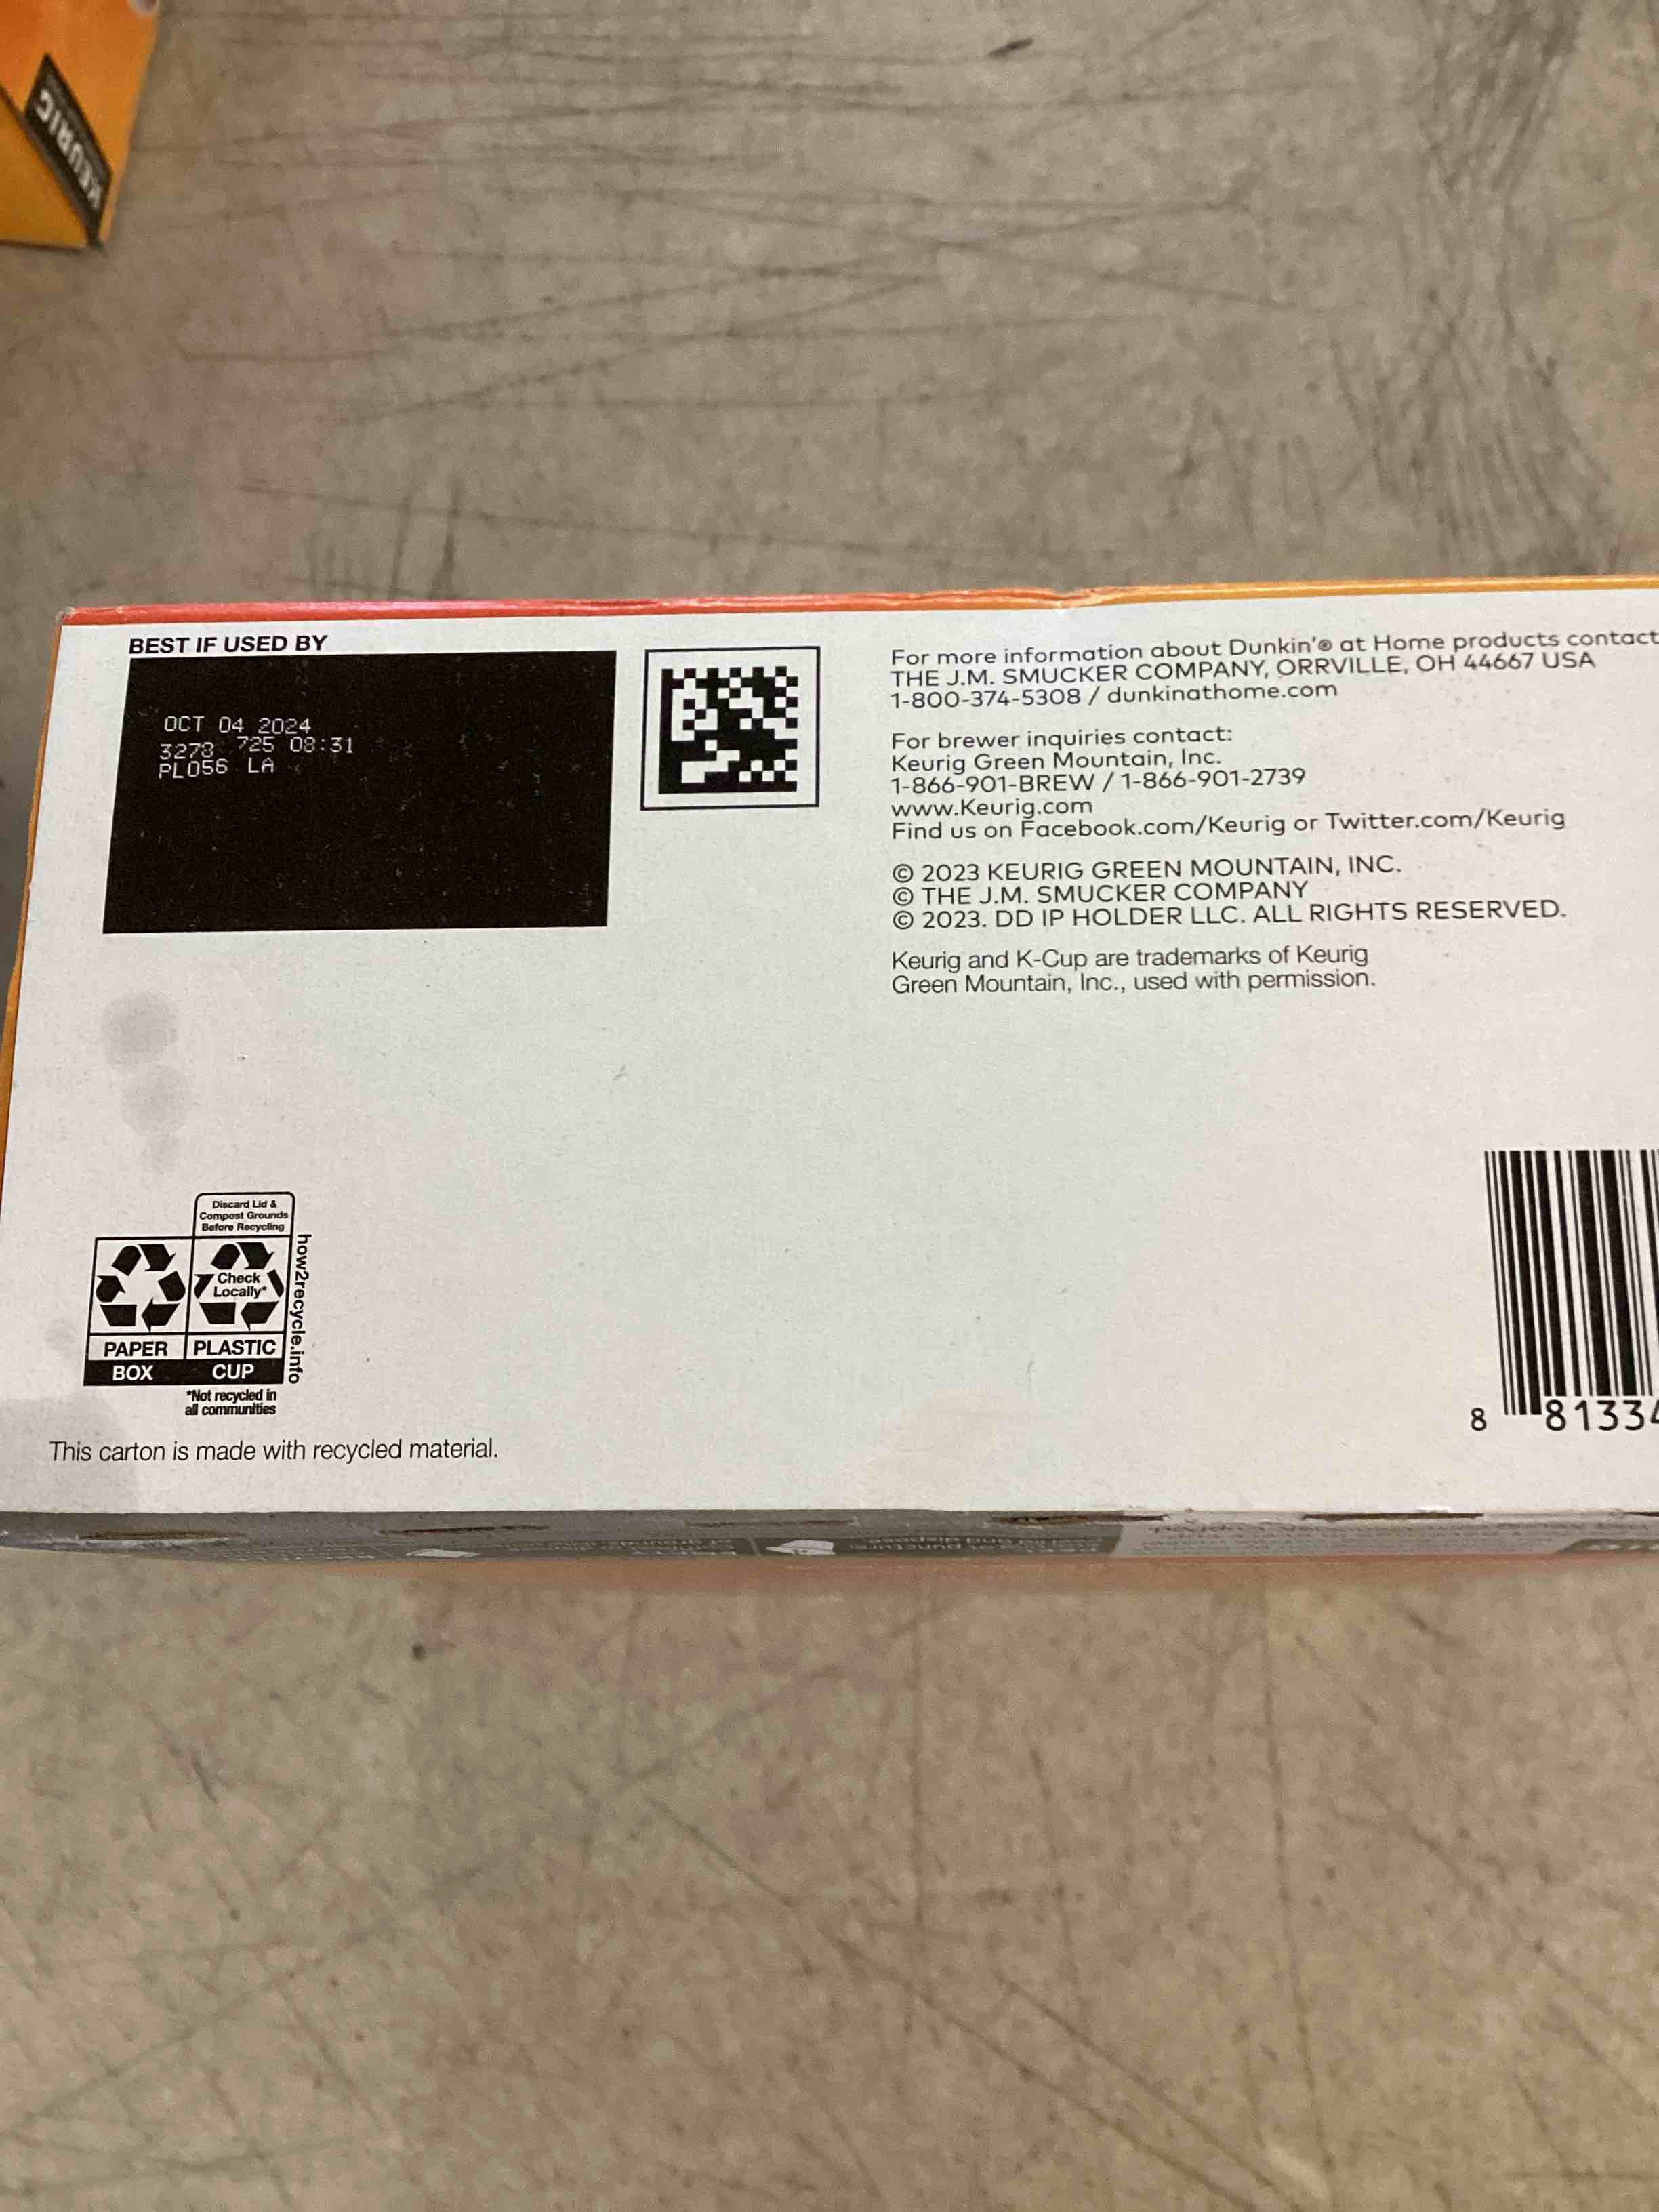 KEURIG
BEST IF USED BY
OCT 04 2024
3278 725 08:31
PL056 LA
For more information about Dunkin'® at Home products contact
THE J.M. SMUCKER COMPANY, ORRVILLE, OH 44667 USA
1-800-374-5308 / dunkinathome.com
For brewer inquiries contact:
Keurig Green Mountain, Inc.
1-866-901-BREW / 1-866-901-2739
www.Keurig.com
Find us on Facebook.com/Keurig or Twitter.com/Keurig
© 2023 KEURIG GREEN MOUNTAIN, INC.
© THE J.M. SMUCKER COMPANY
© 2023. DD IP HOLDER LLC. ALL RIGHTS RESERVED.
Keurig and K-Cup are trademarks of Keurig
Green Mountain, Inc., used with permission.
Discard Lid &
Compost Grounds
Before Recycling
Check
Locally*
PAPER
BOX
PLASTIC
CUP
how2recycle.info
*Not recycled in
all communities
This carton is made with recycled material.
8 81334